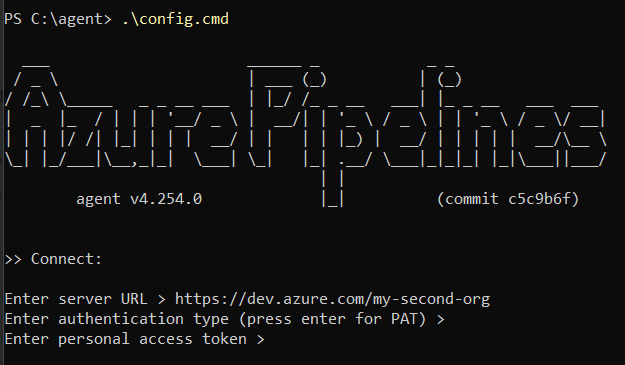 PS C:\agent> .\config.cmd
AzurePipelines
agent v4.254.0 (commit c5c9b6f)
>> Connect:
Enter server URL > https://dev.azure.com/my-second-org
Enter authentication type (press enter for PAT) >
Enter personal access token >